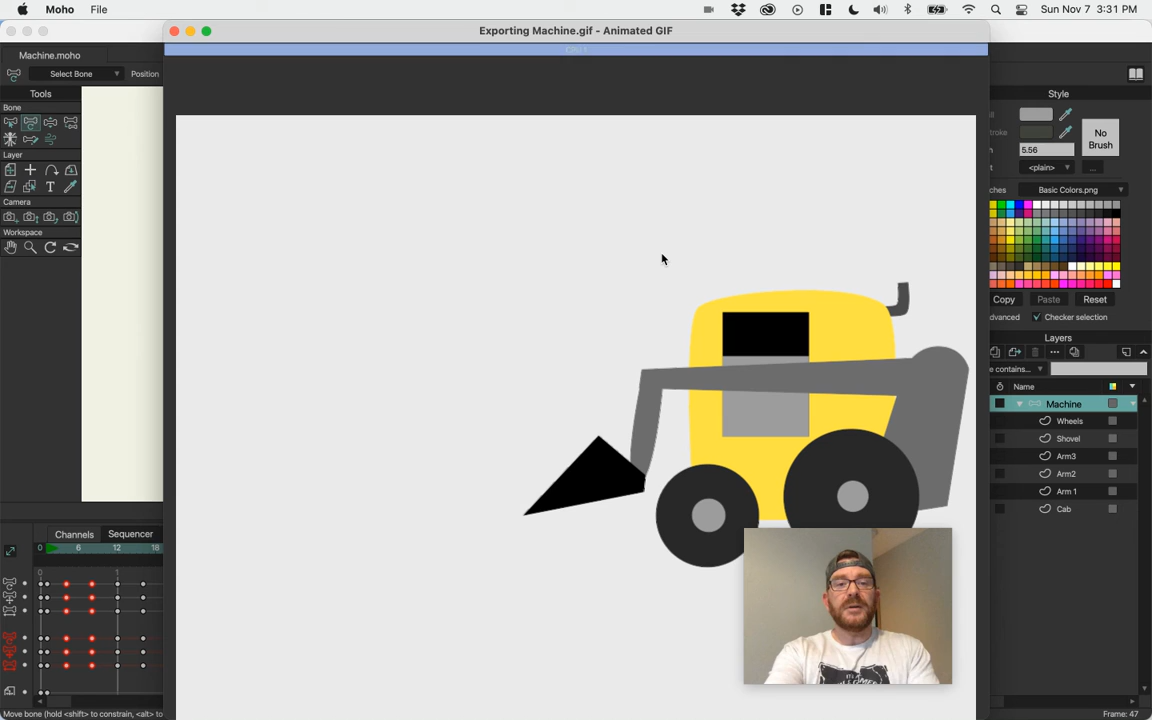 Moho File Sun Nov 7 3:31 PM
Exporting Machine.gif - Animated GIF
Machine.moho
Select Bone Position
Tools
Bone
Layer
Camera
Workspace
Channels Sequencer
0 6 12 18
0 1
Move bone (hold <shift> to constrain, <alt> to
Style
No
Brush
5.56
<plain> ...
Basic Colors.png
Copy Paste Reset
Checker selection
Layers
Name
Machine
Wheels
Shovel
Arm3
Arm2
Arm 1
Cab
Frame: 47